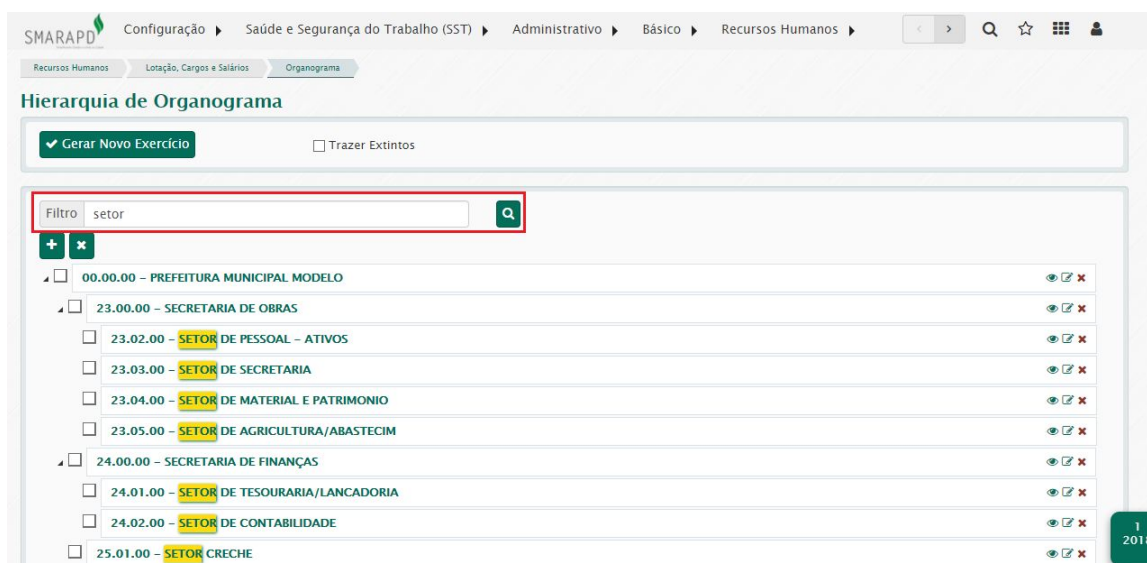 SMARAPD
Configuração Saúde e Segurança do Trabalho (SST) Administrativo Básico Recursos Humanos
Recursos Humanos Lotação, Cargos e Salários Organograma
Hierarquia de Organograma
Gerar Novo Exercício Trazer Extintos
Filtro setor
00.00.00 – PREFEITURA MUNICIPAL MODELO
23.00.00 – SECRETARIA DE OBRAS
23.02.00 – SETOR DE PESSOAL – ATIVOS
23.03.00 – SETOR DE SECRETARIA
23.04.00 – SETOR DE MATERIAL E PATRIMONIO
23.05.00 – SETOR DE AGRICULTURA/ABASTECIM
24.00.00 – SECRETARIA DE FINANÇAS
24.01.00 – SETOR DE TESOURARIA/LANCADORIA
24.02.00 – SETOR DE CONTABILIDADE
25.01.00 – SETOR CRECHE
1
2018